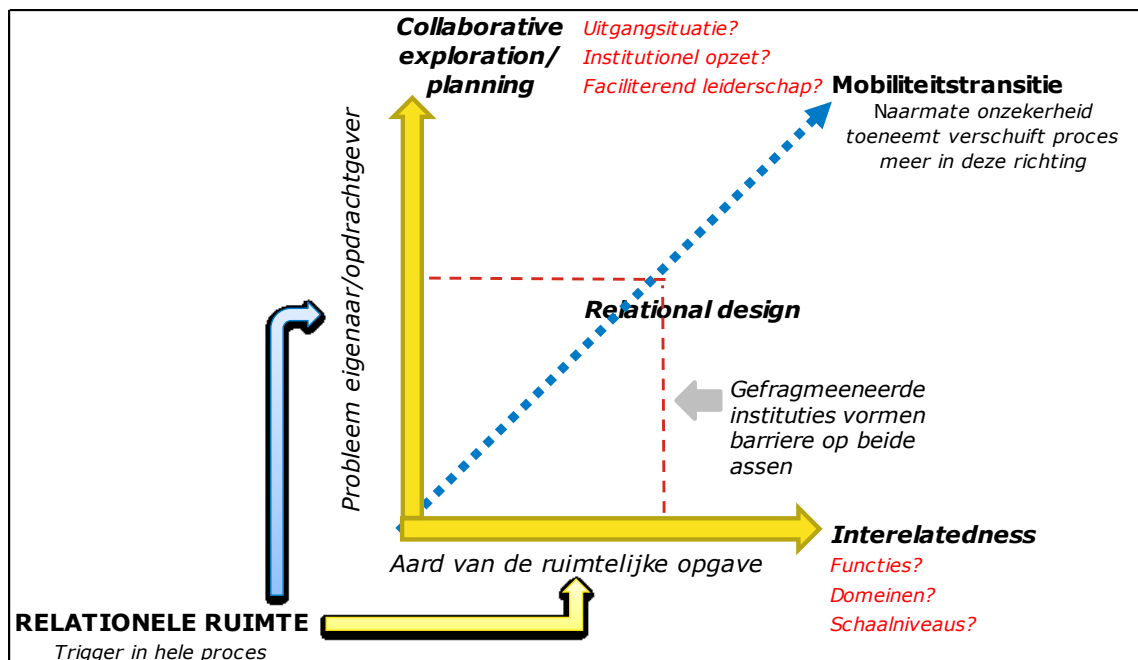 Collaborative
exploration/
planning
Uitgangsituatie?
Institutionel opzet?
Faciliterend leiderschap?
Mobiliteitstransitie
Naarmate onzekerheid
toeneemt verschuift proces
meer in deze richting
Probleem eigenaar/opdrachtgever
Relational design
Gefragmeeneerde
instituties vormen
barriere op beide
assen
Interelatedness
Functies?
Domeinen?
Schaalniveaus?
Aard van de ruimtelijke opgave
RELATIONELE RUIMTE
Trigger in hele proces